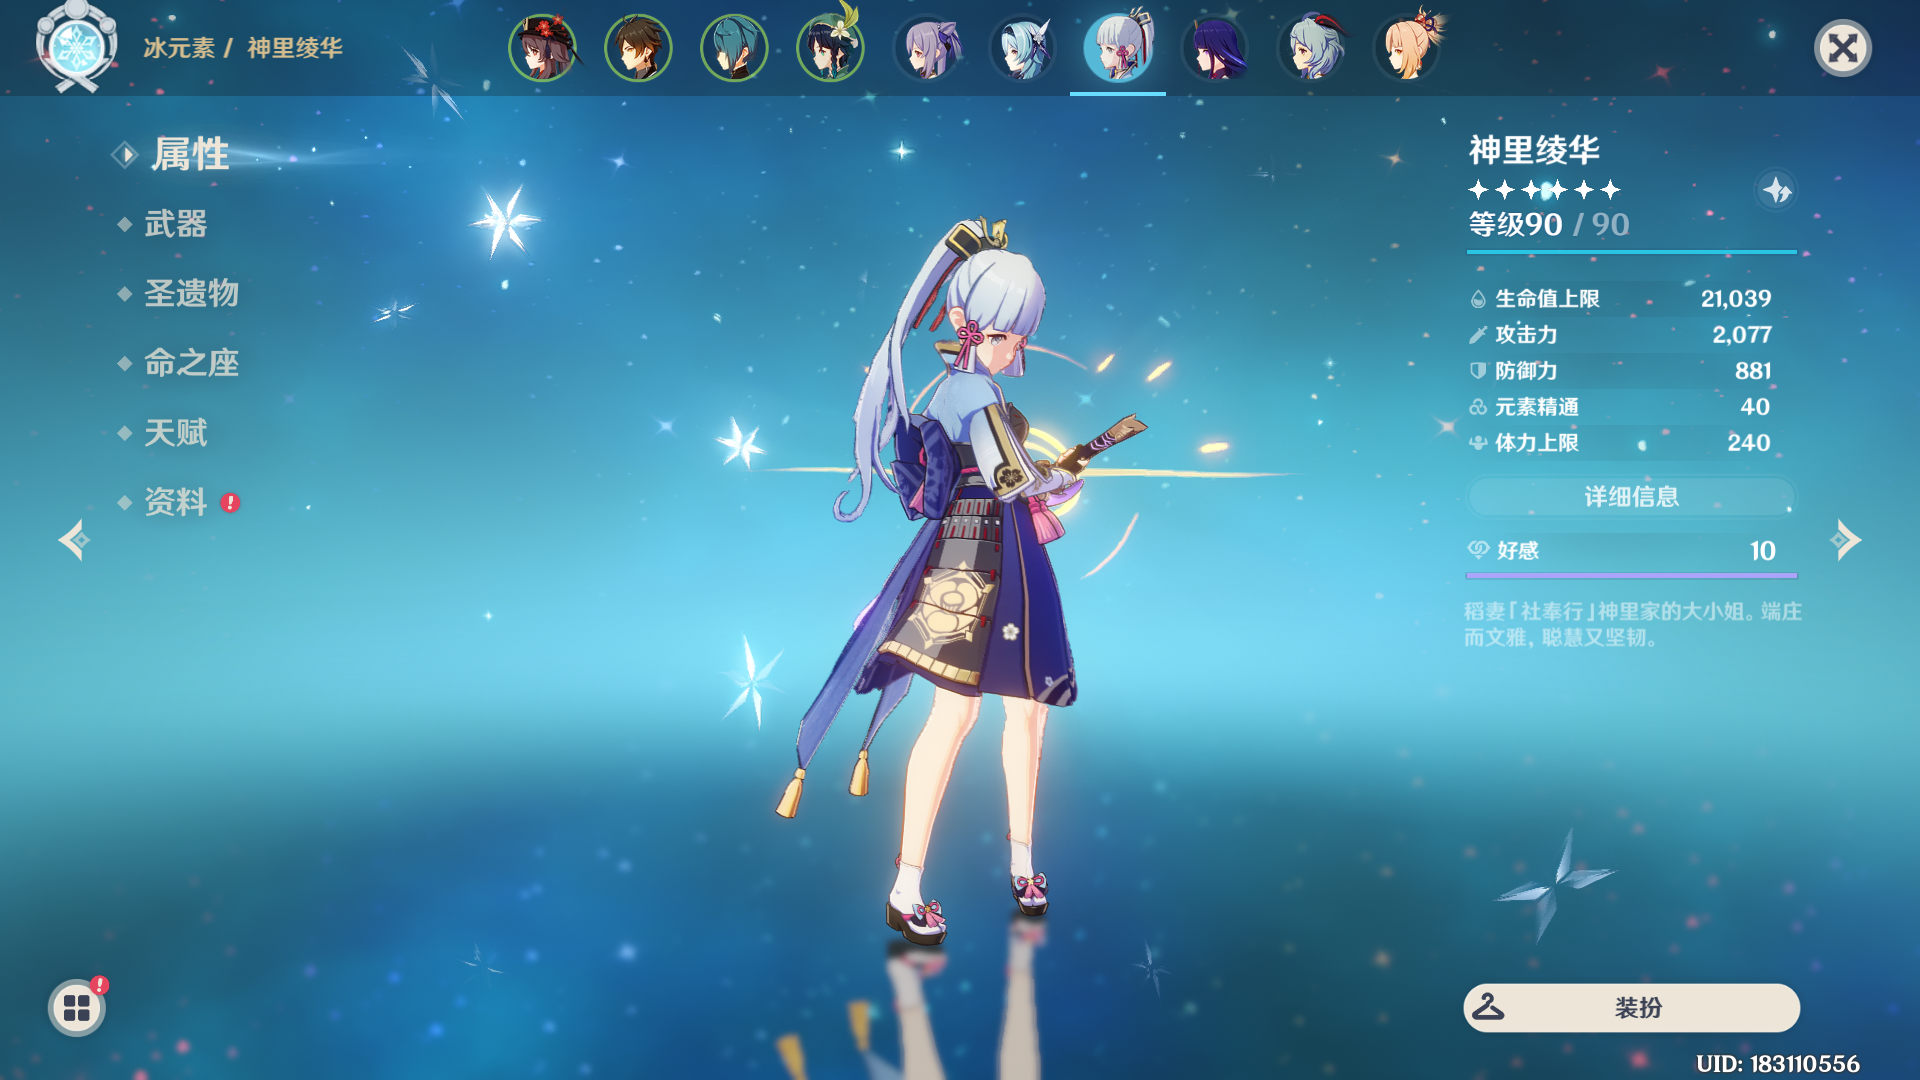 冰元素 / 神里绫华
属性
武器
圣遗物
命之座
天赋
资料
神里绫华
等级90 / 90
生命值上限 21,039
攻击力 2,077
防御力 881
元素精通 40
体力上限 240
详细信息
好感 10
稻妻「社奉行」神里家的大小姐。端庄
而文雅，聪慧又坚韧。
装扮
UID: 183110556